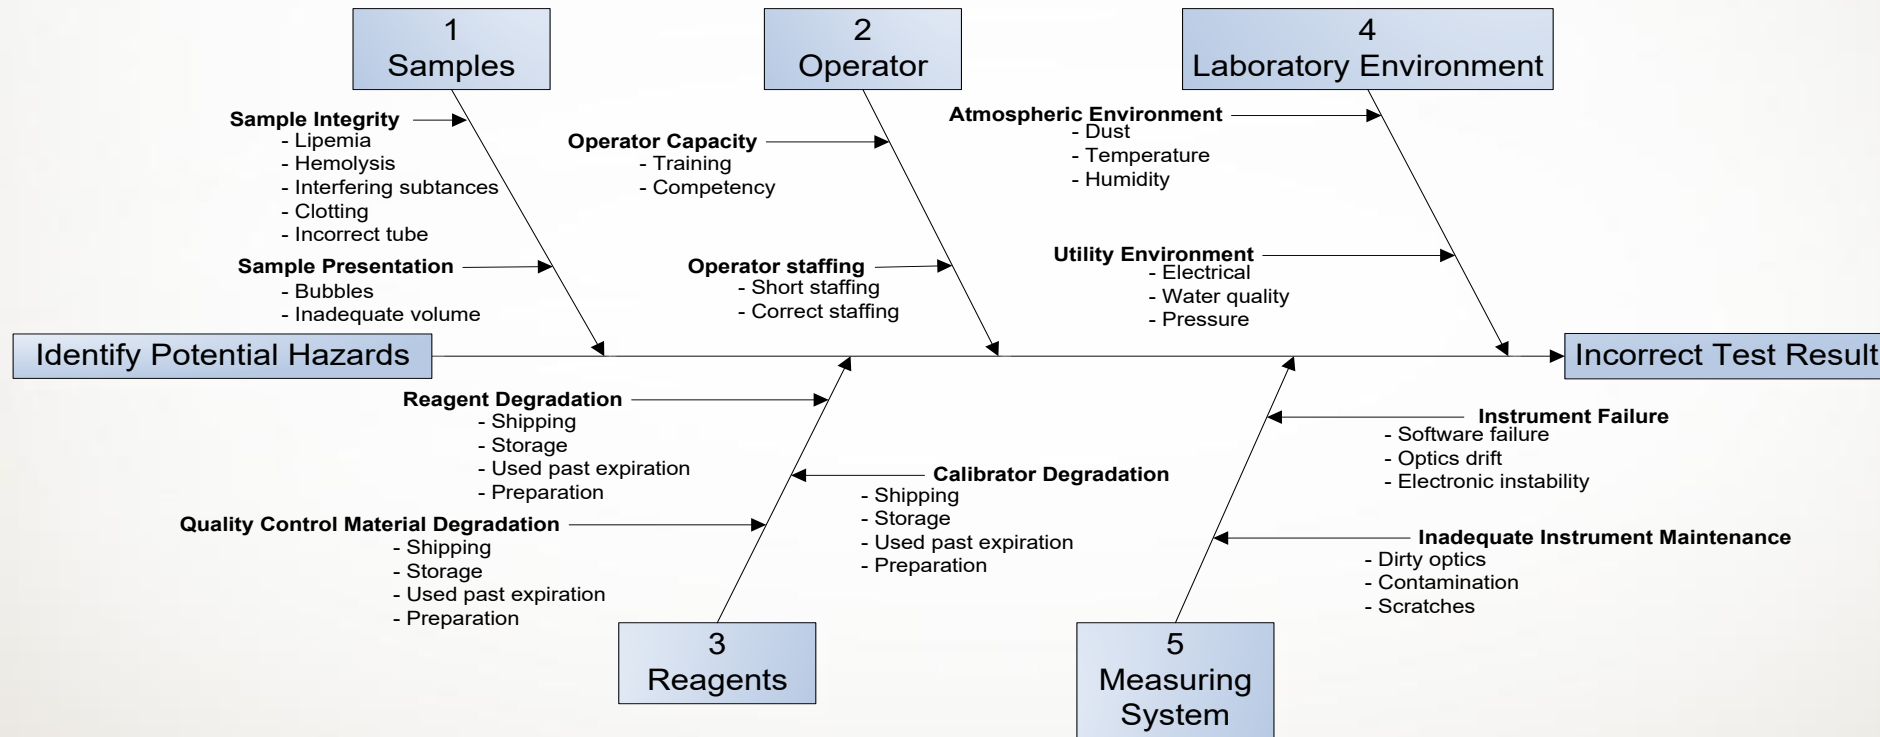 1
Samples
Sample Integrity
- Lipemia
- Hemolysis
- Interfering subtances
- Clotting
- Incorrect tube
Sample Presentation
- Bubbles
- Inadequate volume
2
Operator
Operator Capacity
- Training
- Competency
Operator staffing
- Short staffing
- Correct staffing
4
Laboratory Environment
Atmospheric Environment
- Dust
- Temperature
- Humidity
Utility Environment
- Electrical
- Water quality
- Pressure
Identify Potential Hazards
Incorrect Test Result
Reagent Degradation
- Shipping
- Storage
- Used past expiration
- Preparation
Quality Control Material Degradation
- Shipping
- Storage
- Used past expiration
- Preparation
Calibrator Degradation
- Shipping
- Storage
- Used past expiration
- Preparation
3
Reagents
Instrument Failure
- Software failure
- Optics drift
- Electronic instability
Inadequate Instrument Maintenance
- Dirty optics
- Contamination
- Scratches
5
Measuring
System